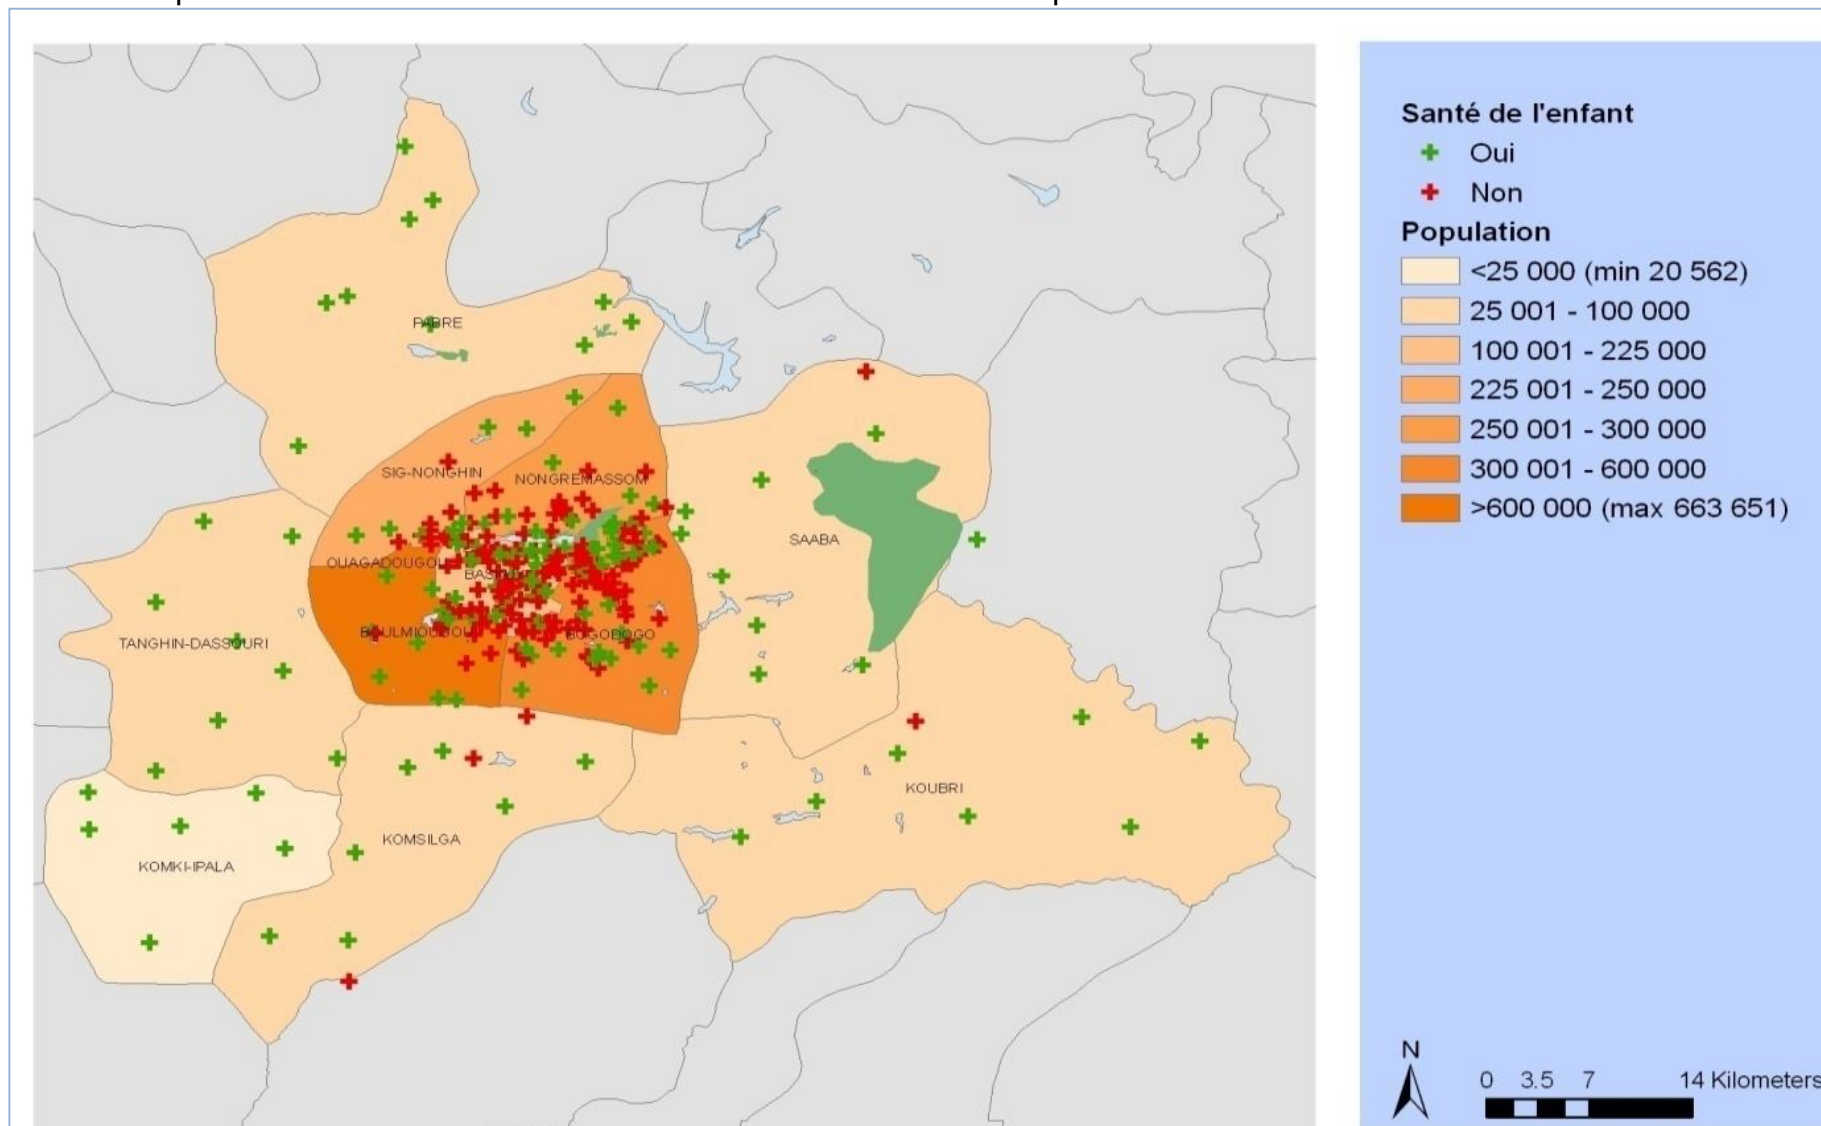 PABRE
SIG-NONGHIN
NONGREMASSOM
SAABA
OUAGADOUGOU
BOULMIOUGOU
BOGODOGO
TANGHIN-DASSOURI
KOUBRI
KOMSILGA
KOMKI-IPALA
Santé de l'enfant
Oui
Non
Population
<25 000 (min 20 562)
25 001 - 100 000
100 001 - 225 000
225 001 - 250 000
250 001 - 300 000
300 001 - 600 000
>600 000 (max 663 651)
N
0 3.5 7 14 Kilometers